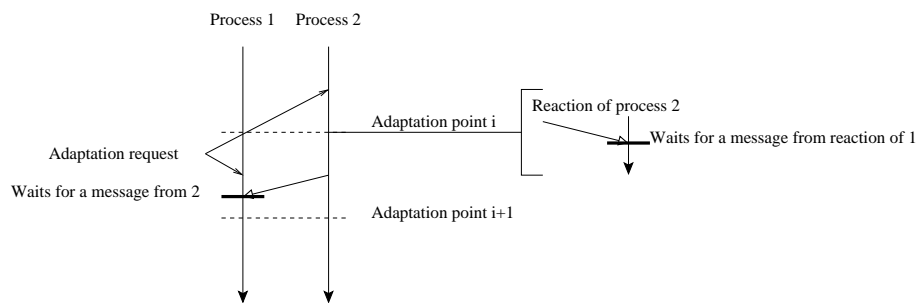 Process 1
Process 2
Reaction of process 2
Adaptation point i
Waits for a message from reaction of 1
Adaptation request
Waits for a message from 2
Adaptation point i+1